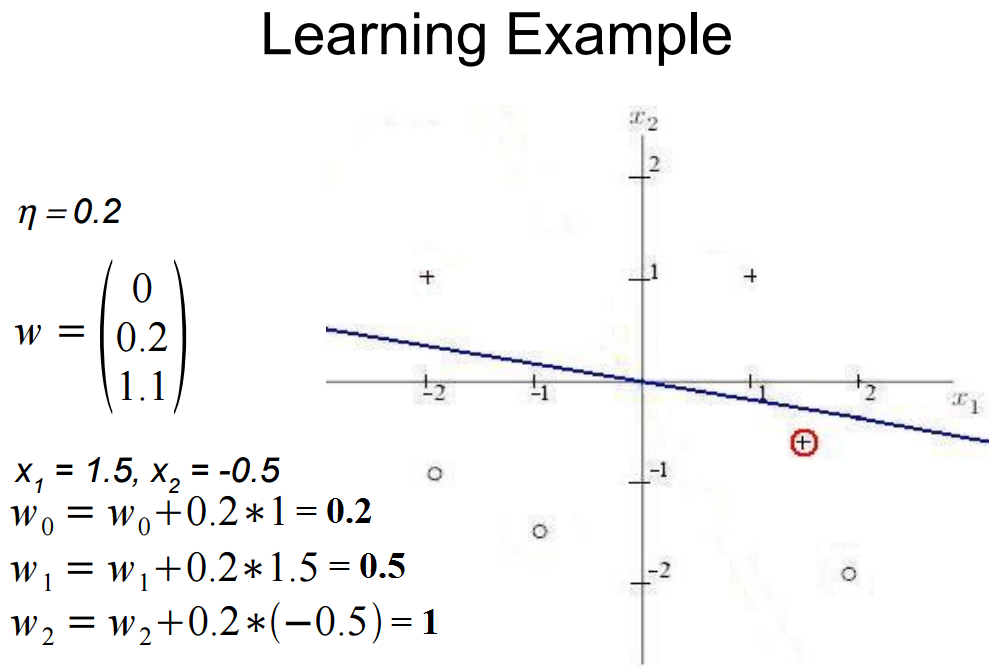 Learning Example
η = 0.2
w = (0
0.2
1.1)
x₁ = 1.5, x₂ = -0.5
w₀ = w₀+0.2∗1 = 0.2
w₁ = w₁+0.2∗1.5 = 0.5
w₂ = w₂+0.2∗(−0.5) = 1
x₂
2
1
-2 -1 1 2
x₁
-1
-2